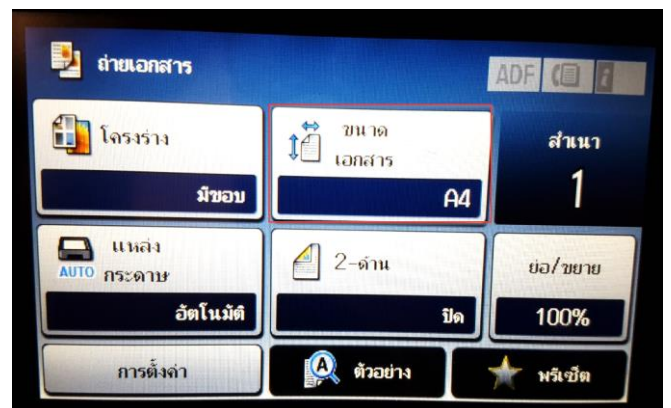 ถ่ายเอกสาร
ADF
โครงร่าง
มีขอบ
ขนาด
เอกสาร
A4
สำเนา
1
แหล่ง
AUTO กระดาษ
อัตโนมัติ
2-ด้าน
ปิด
ย่อ/ขยาย
100%
การตั้งค่า
ตัวอย่าง
พรีเซ็ต